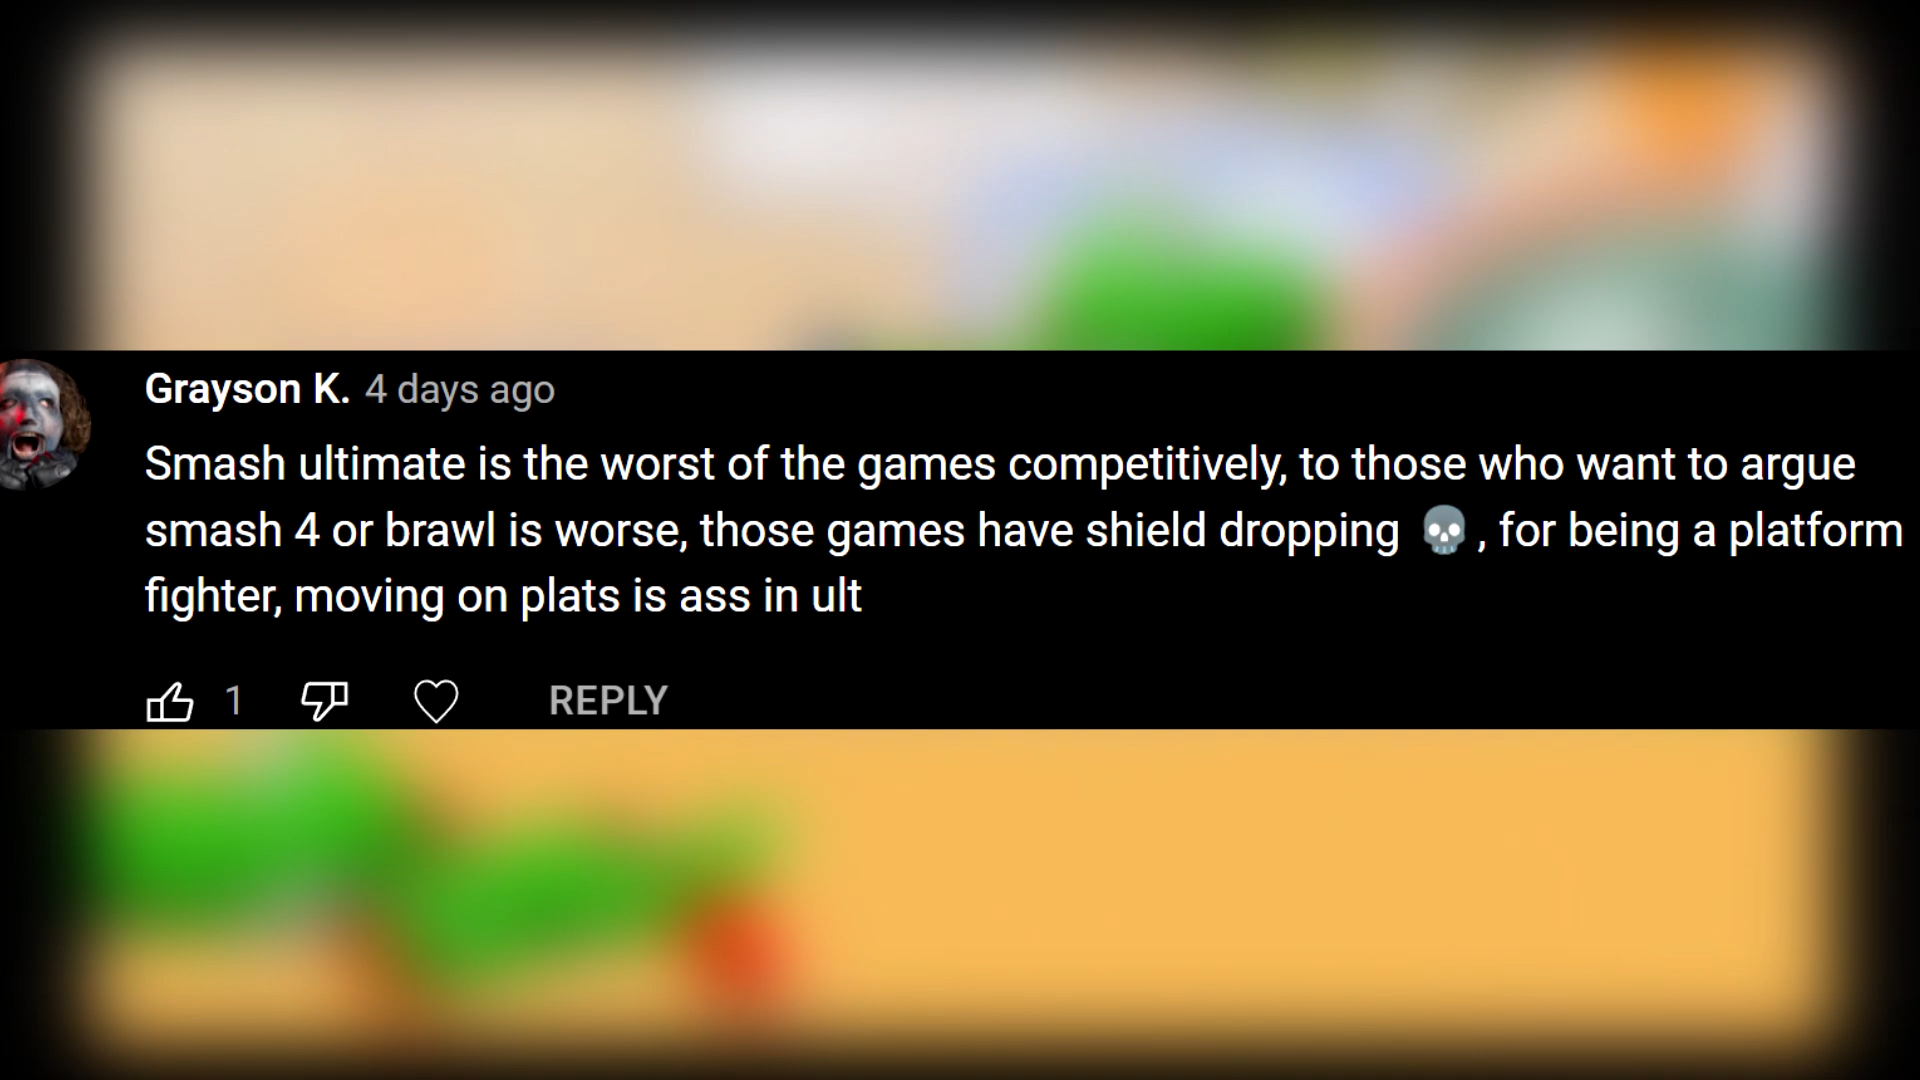 Grayson K. 4 days ago
Smash ultimate is the worst of the games competitively, to those who want to argue
smash 4 or brawl is worse, those games have shield dropping 💀, for being a platform
fighter, moving on plats is ass in ult
1 REPLY